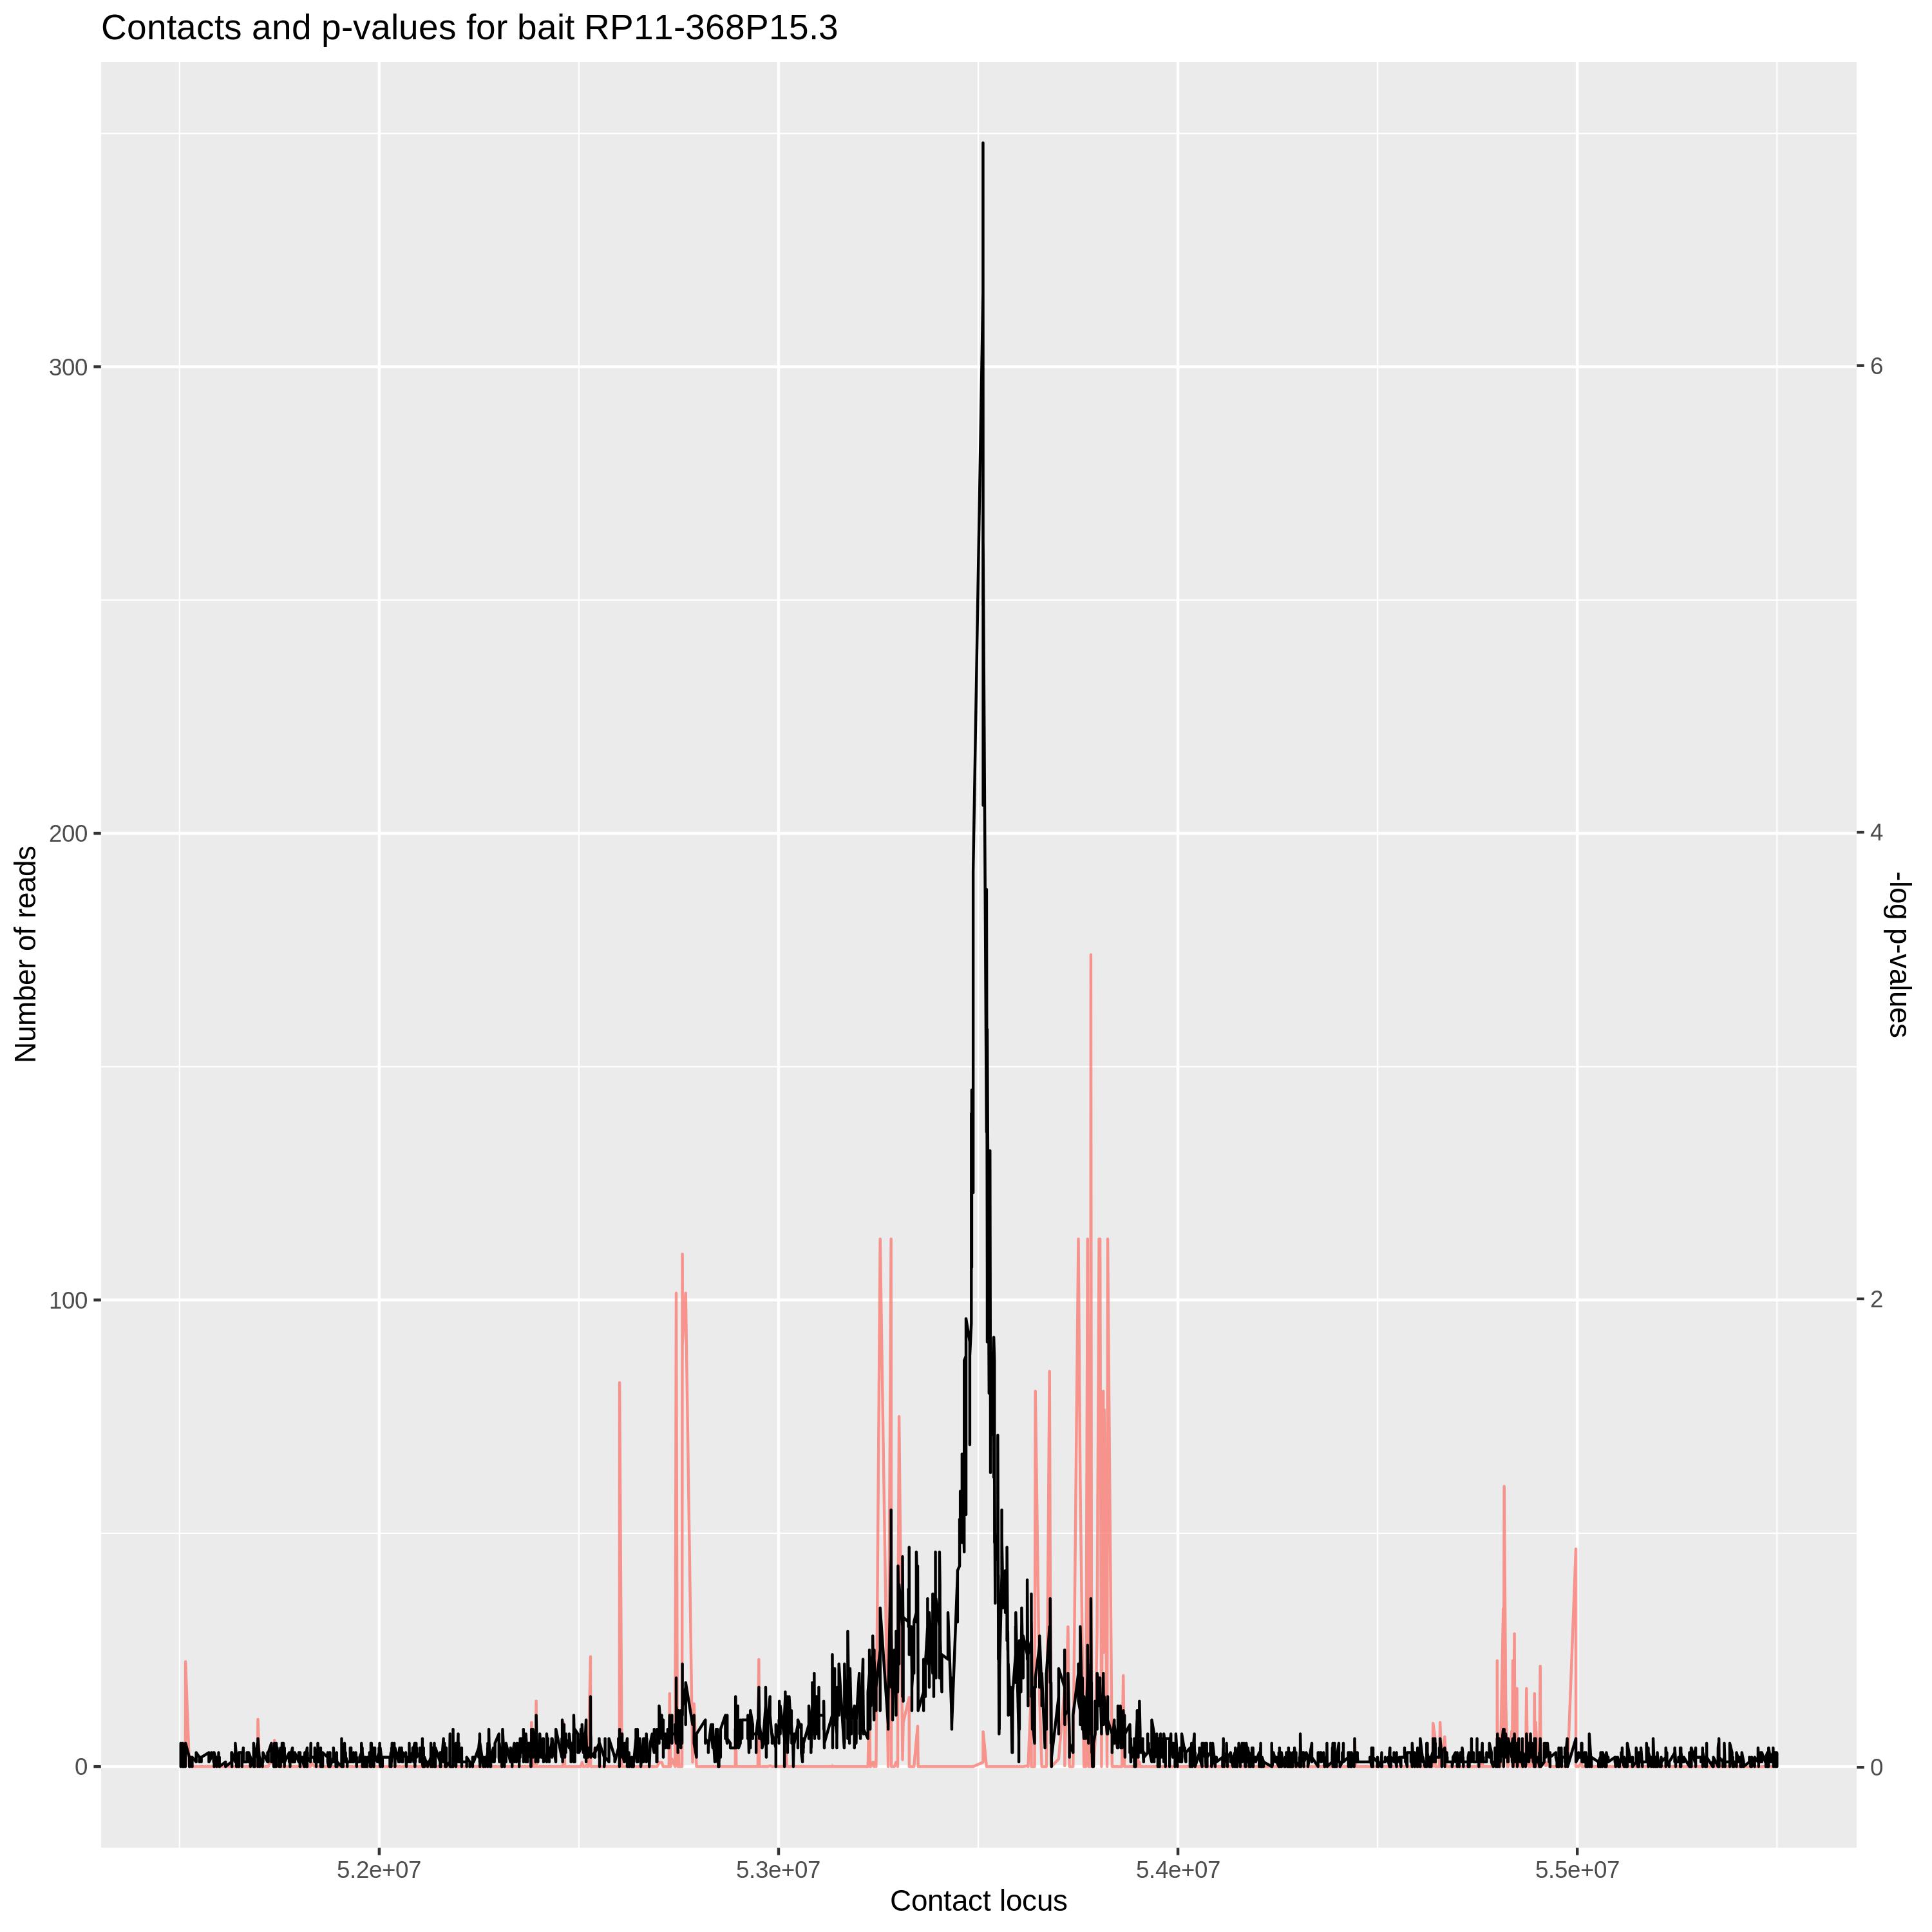 Contacts and p-values for bait RP11-368P15.3
300
200
100
0
6
4
2
0
Number of reads
-log p-values
5.2e+07 5.3e+07 5.4e+07 5.5e+07
Contact locus